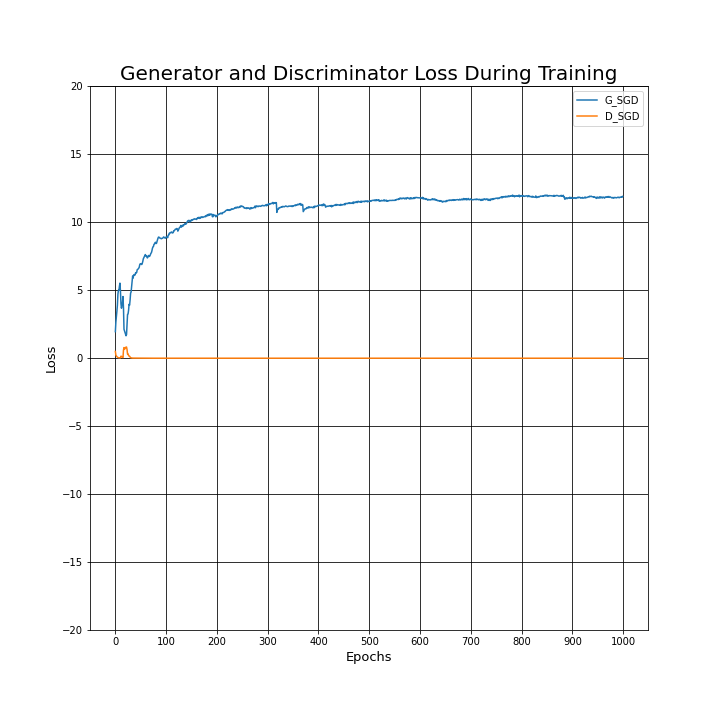 Generator and Discriminator Loss During Training
G_SGD
D_SGD
20
15
10
5
0
−5
−10
−15
−20
Loss
0 100 200 300 400 500 600 700 800 900 1000
Epochs